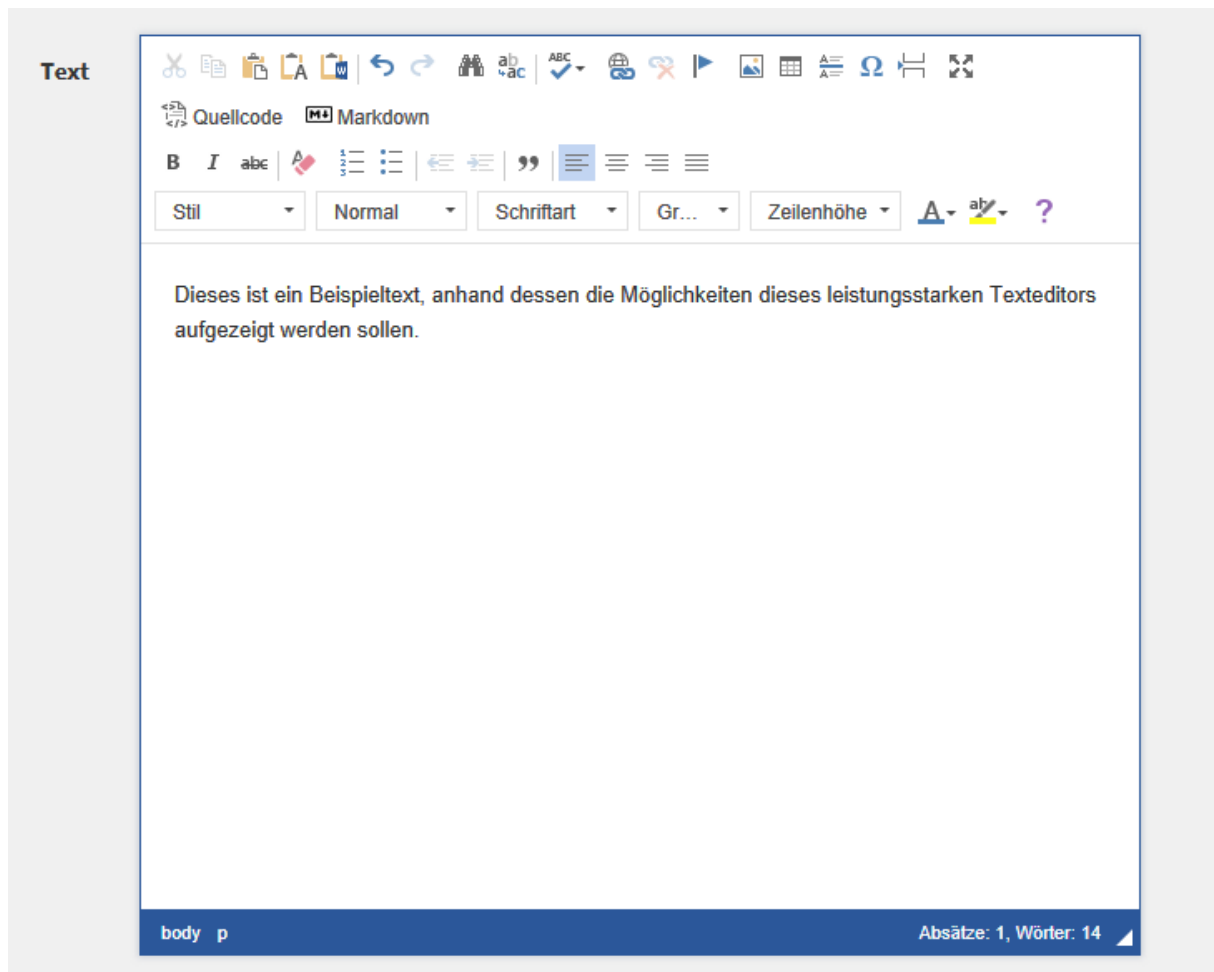 Text
Quellcode Markdown
B I abc
Stil Normal Schriftart Gr... Zeilenhöhe A ab ?
Dieses ist ein Beispieltext, anhand dessen die Möglichkeiten dieses leistungsstarken Texteditors
aufgezeigt werden sollen.
body p Absätze: 1, Wörter: 14